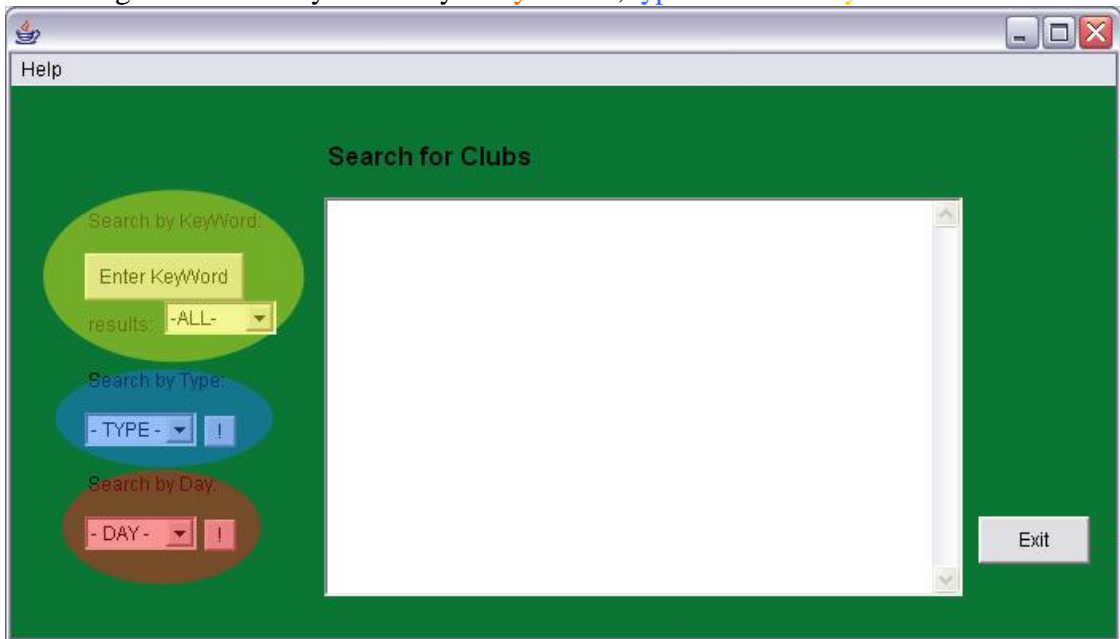 Help
Search for Clubs
Search by KeyWord:
Enter KeyWord
results: -ALL-
Search by Type:
- TYPE - !
Search by Day:
- DAY - !
Exit